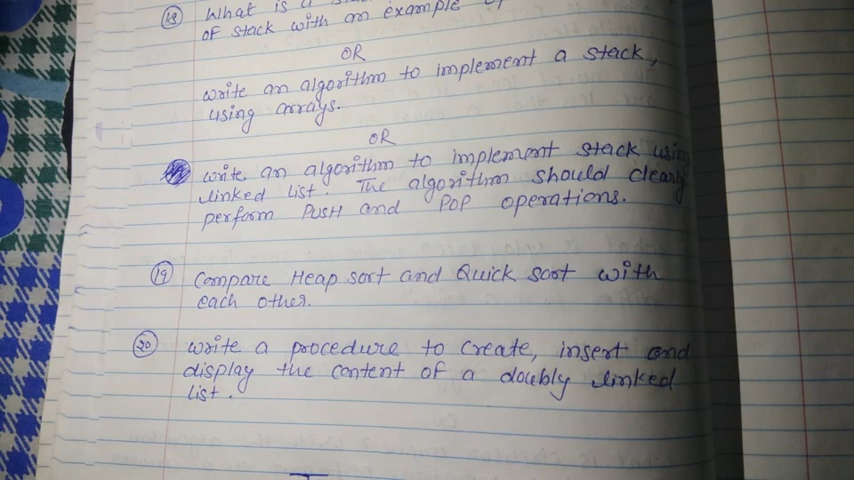 (18) What is a
of stack with an example
OR
write an algorithm to implement a stack,
using arrays.
OR
write an algorithm to implement stack using
linked list. The algorithm should clearly
perform PUSH and POP operations.
(19) Compare Heap sort and Quick sort with
each other.
(20) write a procedure to create, insert and
display the content of a doubly linked
list.